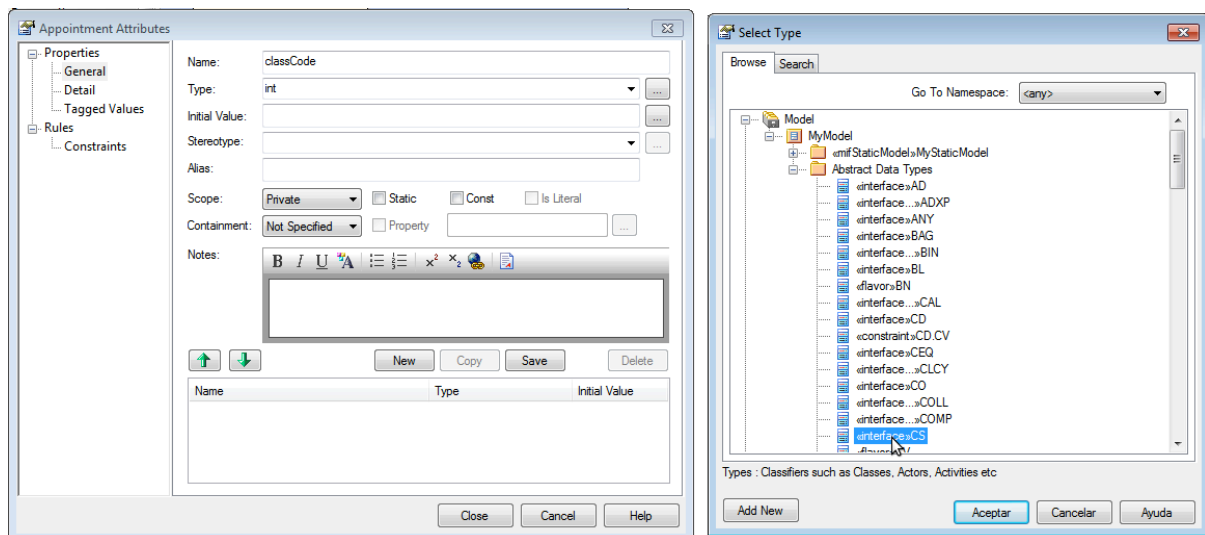 Appointment Attributes
Properties
General
Detail
Tagged Values
Rules
Constraints
Name: classCode
Type: int ...
Initial Value: ...
Stereotype: ...
Alias:
Scope: Private Static Const Is Literal
Containment: Not Specified Property ...
Notes: B I U A x² x₂
New Copy Save Delete
Name Type Initial Value
Close Cancel Help
Select Type
Browse Search
Go To Namespace: <any>
Model
MyModel
«mifStaticModel»MyStaticModel
Abstract Data Types
«interface»AD
«interface...»ADXP
«interface»ANY
«interface»BAG
«interface...»BIN
«interface»BL
«flavor»BN
«interface...»CAL
«interface»CD
«constraint»CD.CV
«interface»CEQ
«interface...»CLCY
«interface»CO
«interface...»COLL
«interface...»COMP
«interface»CS
Types : Classifiers such as Classes, Actors, Activities etc
Add New Aceptar Cancelar Ayuda